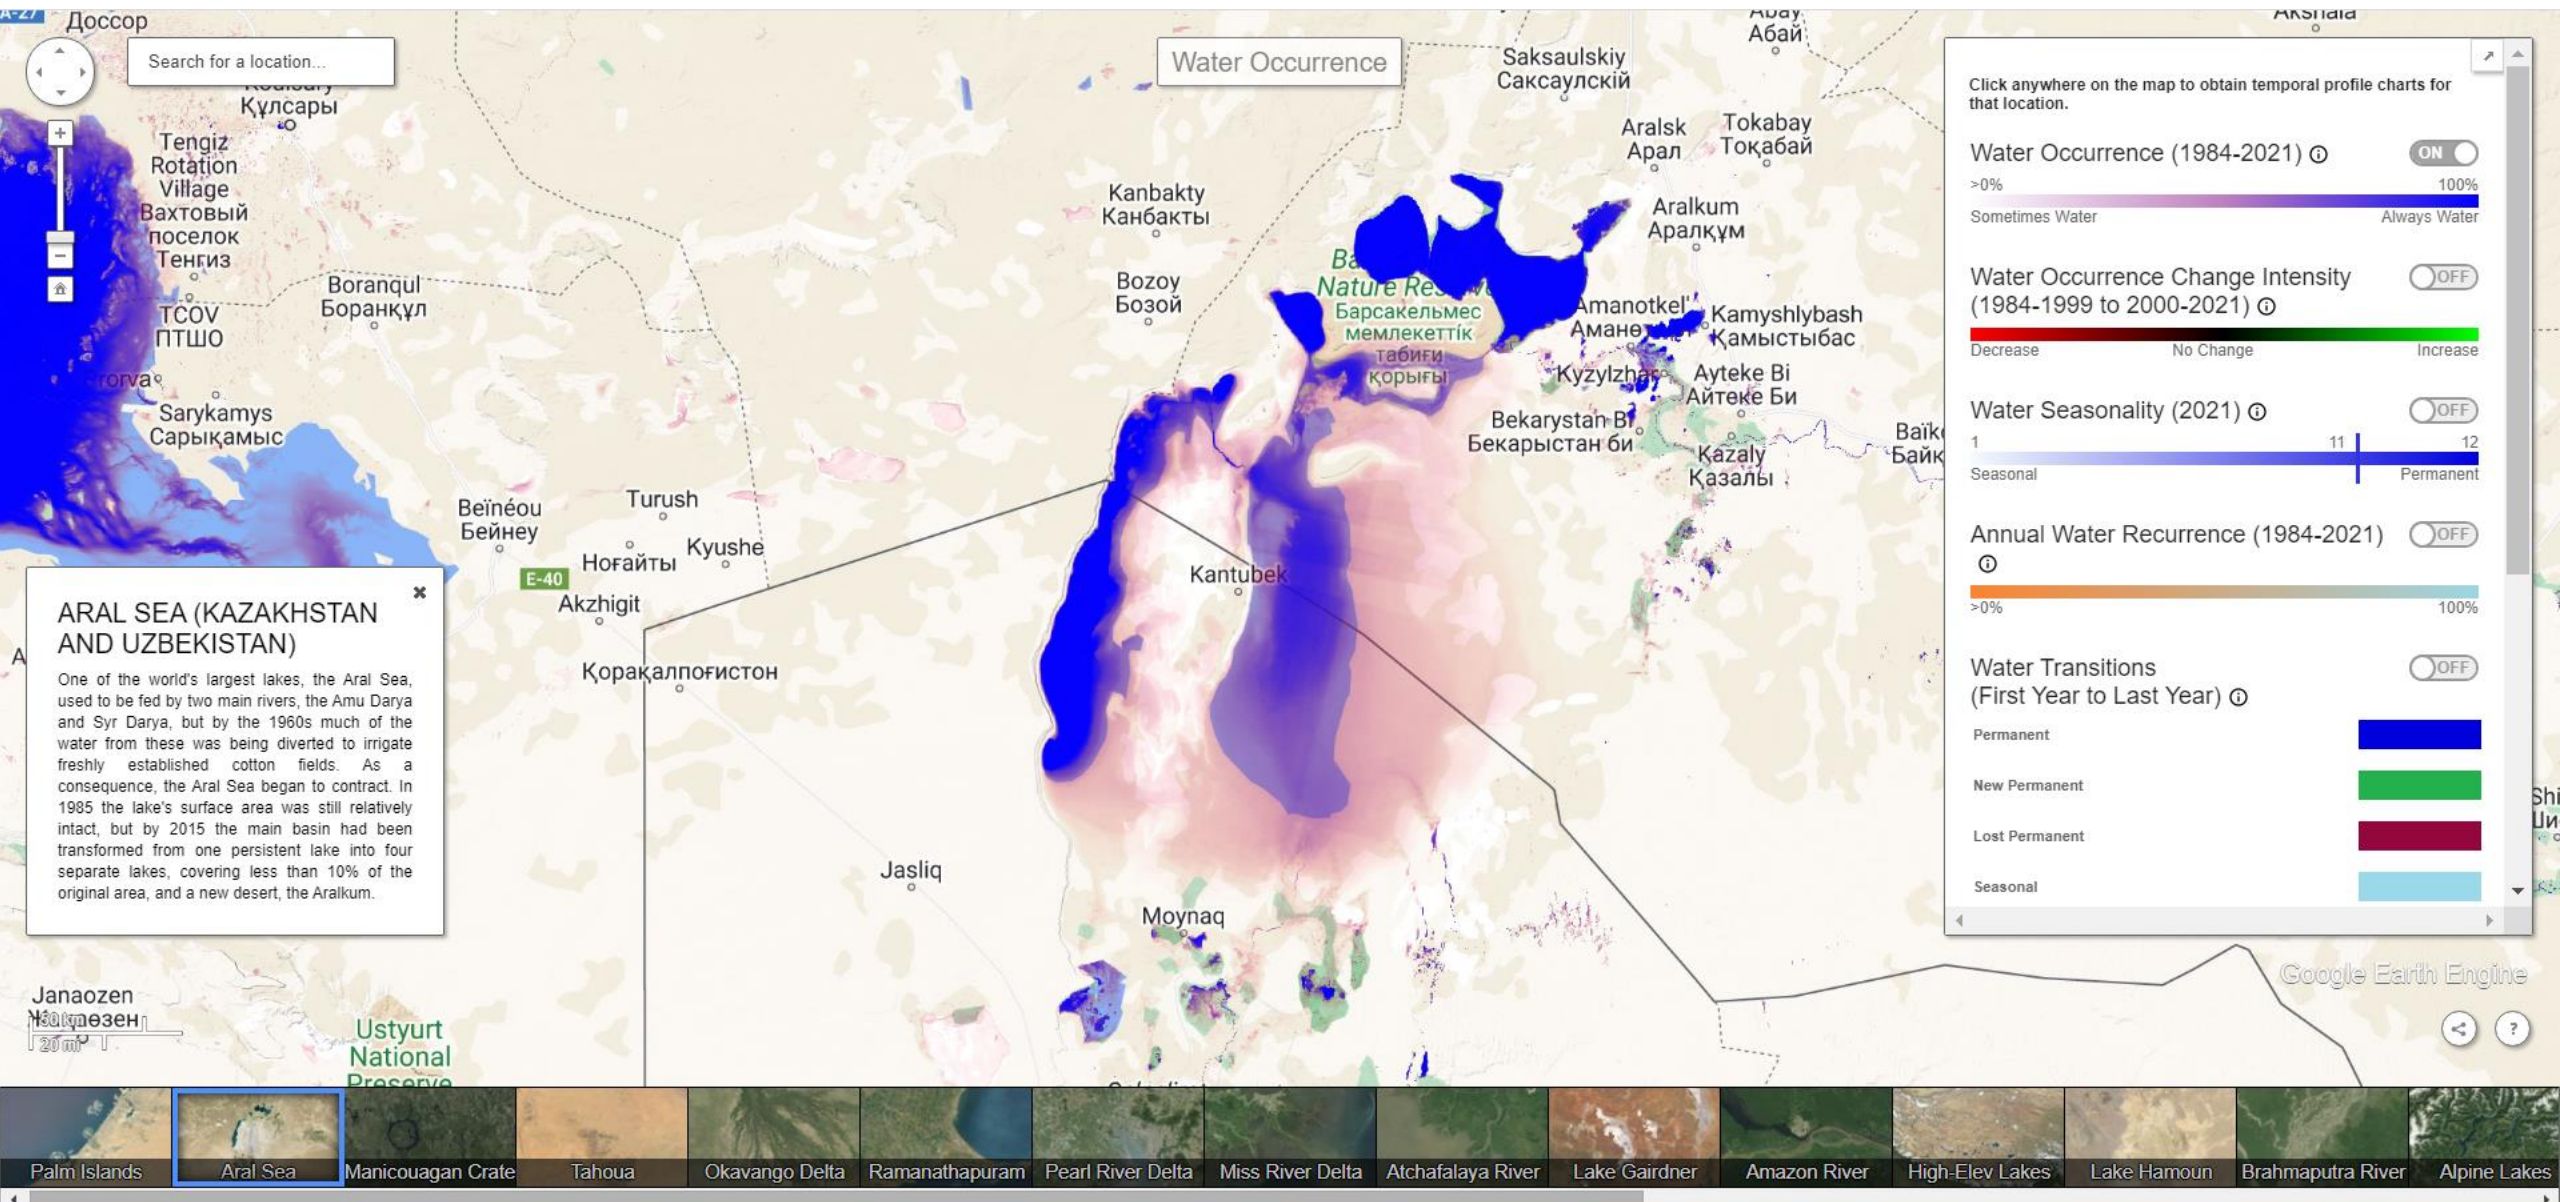 A-27
Доссор
Search for a location...
Құлсары
Tengiz
Rotation
Village
Вахтовый
поселок
Тенгиз
TCOV
ПТШО
Boranqul
Боранқұл
Sarykamys
Сарықамыс
Beïnéou
Бейнеу
Turush
Ноғайты
Kyushe
E-40
Akzhigit
Қорақалпоғистон
Water Occurrence
Kanbakty
Канбакты
Bozoy
Бозой
Saksaulskiy
Саксаулскій
Абай
Aralsk
Арал
Tokabay
Тоқабай
Aralkum
Аралқұм
Барсакельмес
мемлекеттік
табиғи
қорығы
Amanotkel'
Kamyshlybash
Қамыстыбас
Ayteke Bi
Айтеке Би
Bekarystan Bi
Бекарыстан би
Kazaly
Қазалы
Kantubek
Jasliq
Moynaq
ARAL SEA (KAZAKHSTAN
AND UZBEKISTAN)
One of the world's largest lakes, the Aral Sea,
used to be fed by two main rivers, the Amu Darya
and Syr Darya, but by the 1960s much of the
water from these was being diverted to irrigate
freshly established cotton fields. As a
consequence, the Aral Sea began to contract. In
1985 the lake's surface area was still relatively
intact, but by 2015 the main basin had been
transformed from one persistent lake into four
separate lakes, covering less than 10% of the
original area, and a new desert, the Aralkum.
Janaozen
20 mi
Ustyurt
National
Preserve
Click anywhere on the map to obtain temporal profile charts for
that location.
Water Occurrence (1984-2021)
ON
>0% 100%
Sometimes Water Always Water
Water Occurrence Change Intensity
(1984-1999 to 2000-2021)
OFF
Decrease No Change Increase
Water Seasonality (2021)
OFF
1 11 12
Seasonal Permanent
Annual Water Recurrence (1984-2021)
OFF
>0% 100%
Water Transitions
(First Year to Last Year)
OFF
Permanent
New Permanent
Lost Permanent
Seasonal
Google Earth Engine
?
Palm Islands
Aral Sea
Manicouagan Crate
Tahoua
Okavango Delta
Ramanathapuram
Pearl River Delta
Miss River Delta
Atchafalaya River
Lake Gairdner
Amazon River
High-Elev Lakes
Lake Hamoun
Brahmaputra River
Alpine Lakes